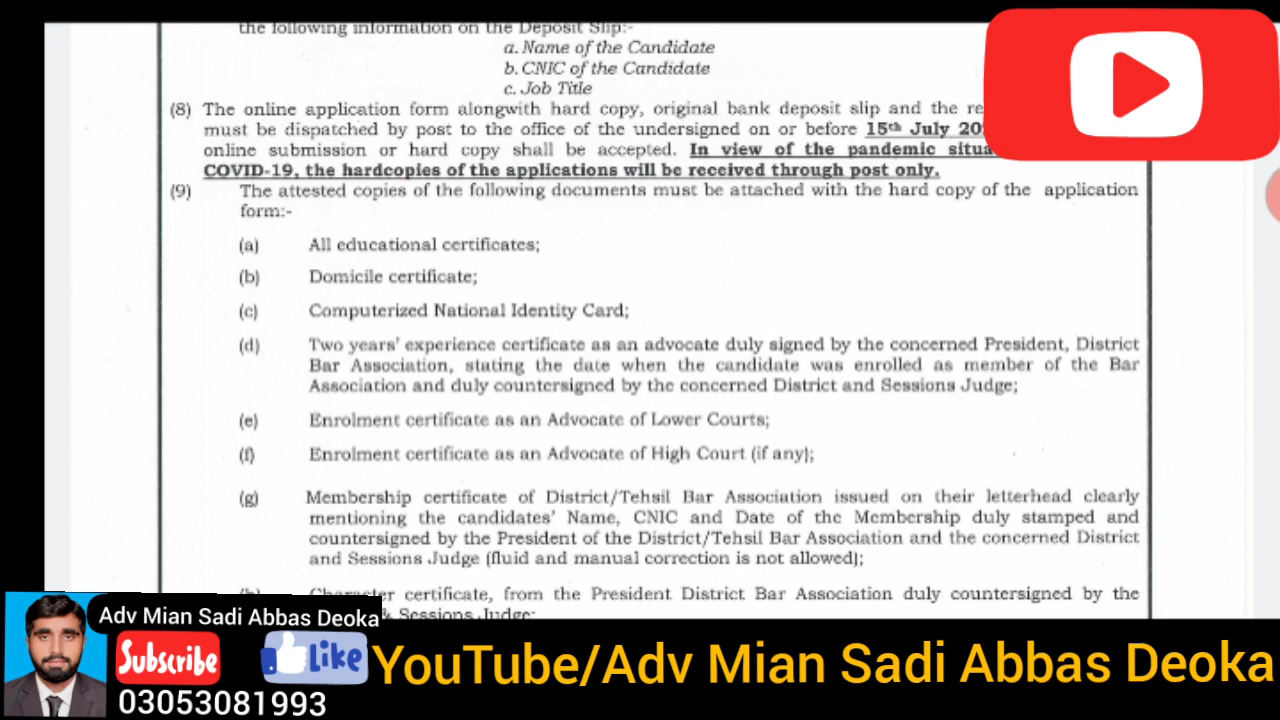 the following information on the Deposit Slip:-
a. Name of the Candidate
b. CNIC of the Candidate
c. Job Title
(8) The online application form alongwith hard copy, original bank deposit slip and the
must be dispatched by post to the office of the undersigned on or before 15th July
online submission or hard copy shall be accepted. In view of the pandemic
COVID-19, the hardcopies of the applications will be received through post only.
(9) The attested copies of the following documents must be attached with the hard copy of the application
form:-
(a) All educational certificates;
(b) Domicile certificate;
(c) Computerized National Identity Card;
(d) Two years' experience certificate as an advocate duly signed by the concerned President, District
Bar Association, stating the date when the candidate was enrolled as member of the Bar
Association and duly countersigned by the concerned District and Sessions Judge;
(e) Enrolment certificate as an Advocate of Lower Courts;
(f) Enrolment certificate as an Advocate of High Court (if any);
(g) Membership certificate of District/Tehsil Bar Association issued on their letterhead clearly
mentioning the candidates' Name, CNIC and Date of the Membership duly stamped and
countersigned by the President of the District/Tehsil Bar Association and the concerned District
and Sessions Judge (fluid and manual correction is not allowed);
(h) Character certificate, from the President District Bar Association duly countersigned by the
& Sessions Judge;
Adv Mian Sadi Abbas Deoka
Subscribe
Like
YouTube/Adv Mian Sadi Abbas Deoka
03053081993